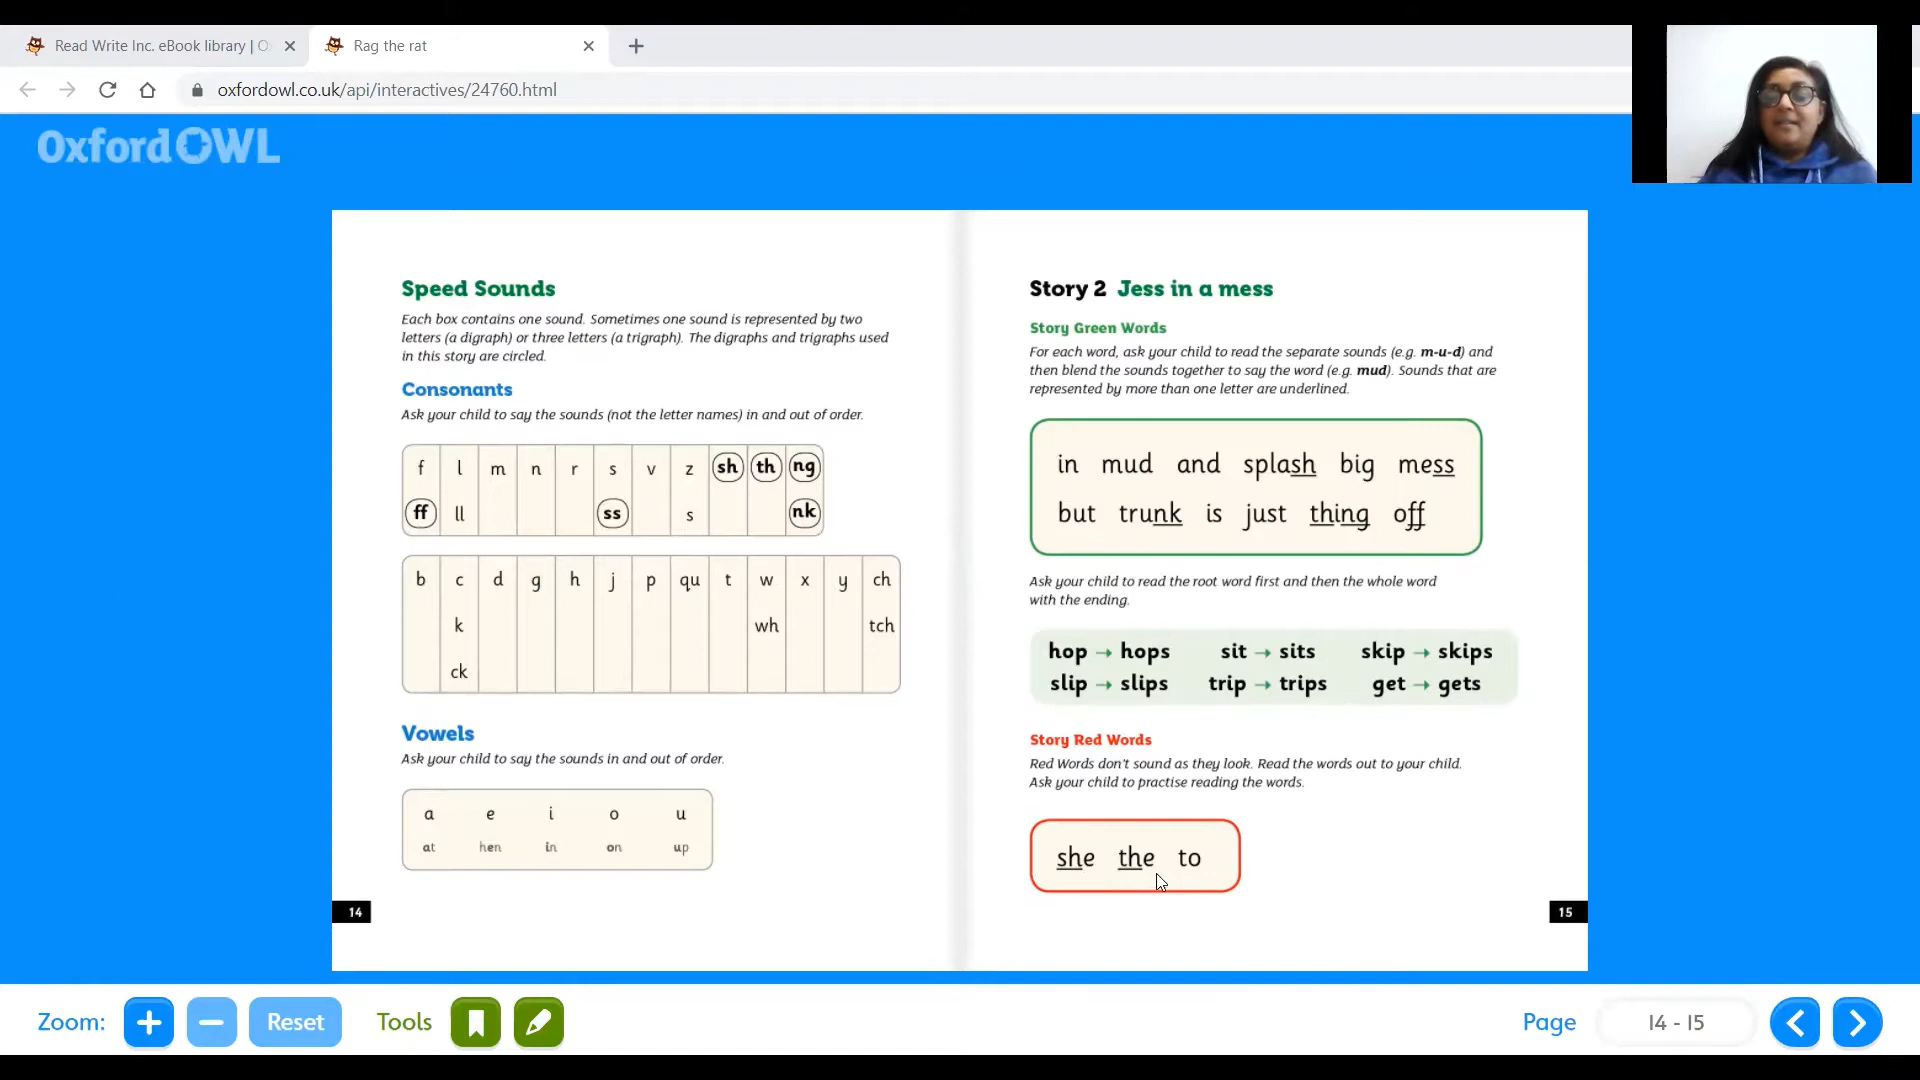 Read Write Inc. eBook library | O
Rag the rat
oxfordowl.co.uk/api/interactives/24760.html
Oxford OWL
Speed Sounds
Each box contains one sound. Sometimes one sound is represented by two
letters (a digraph) or three letters (a trigraph). The digraphs and trigraphs used
in this story are circled.
Consonants
Ask your child to say the sounds (not the letter names) in and out of order.
f l m n r s v z sh th ng
ff ll ss s nk
b c d g h j p qu t w x y ch
k wh tch
ck
Vowels
Ask your child to say the sounds in and out of order.
a e i o u
at hen in on up
14
Story 2 Jess in a mess
Story Green Words
For each word, ask your child to read the separate sounds (e.g. m-u-d) and
then blend the sounds together to say the word (e.g. mud). Sounds that are
represented by more than one letter are underlined.
in mud and splash big mess
but trunk is just thing off
Ask your child to read the root word first and then the whole word
with the ending.
hop → hops sit → sits skip → skips
slip → slips trip → trips get → gets
Story Red Words
Red Words don't sound as they look. Read the words out to your child.
Ask your child to practise reading the words.
she the to
15
Zoom: + − Reset Tools Page 14 - 15